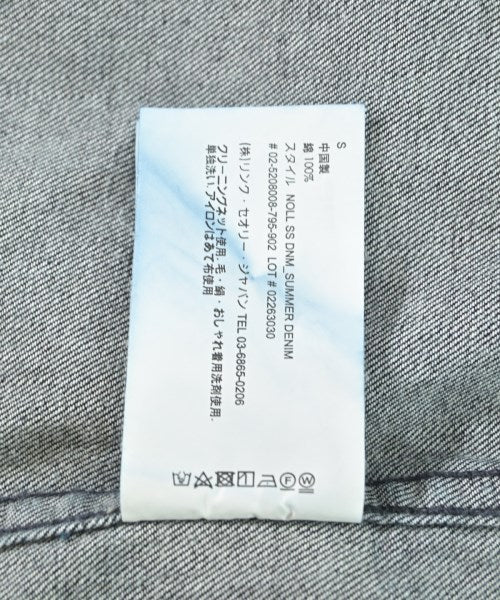 S
中国製
綿 100%
スタイル NOLL SS DNM_SUMMER DENIM
# 02-5208008-795-902 LOT # 02263030
(株)リンク・セオリー・ジャパン TEL 03-6865-0206
クリーニングネット使用. 毛・絹・おしゃれ着用洗剤使用.
単独洗い. アイロンはあて布使用
W
F